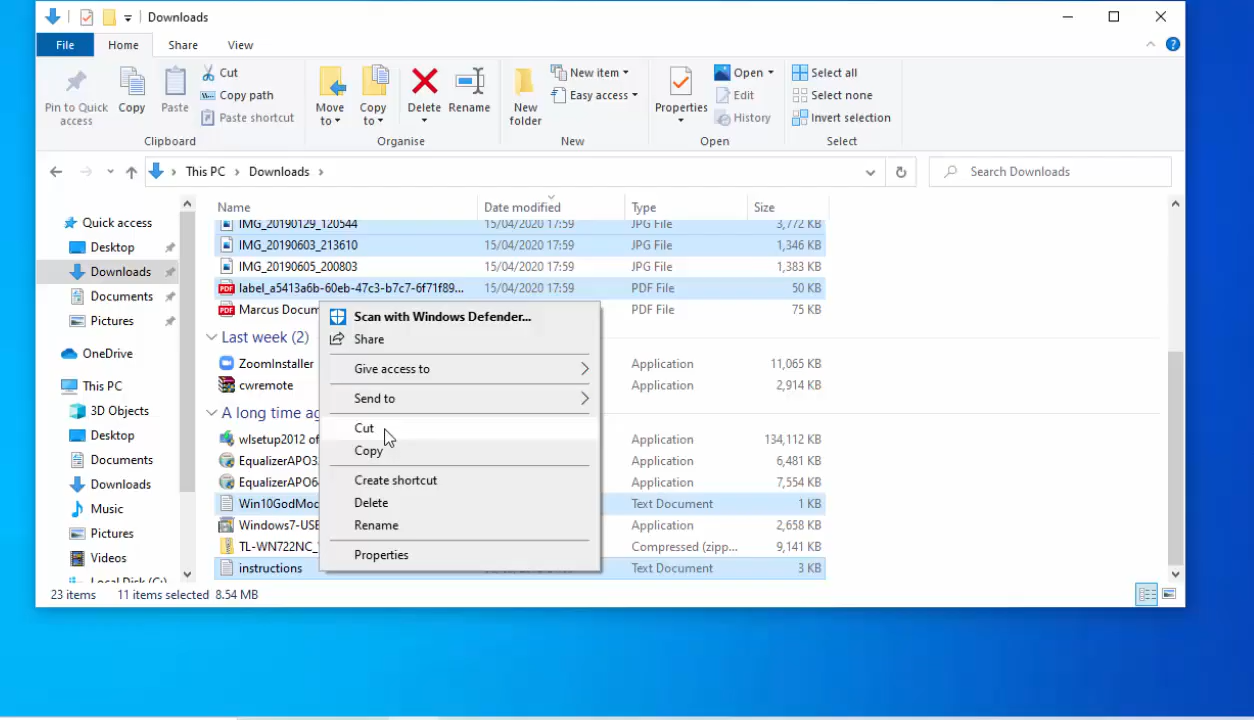 Downloads
File Home Share View
Pin to Quick access
Copy
Paste
Cut
Copy path
Paste shortcut
Move to
Copy to
Delete
Rename
New folder
New item
Easy access
Properties
Open
Edit
History
Select all
Select none
Invert selection
Clipboard Organise New Open Select
This PC > Downloads >
Search Downloads
Name Date modified Type Size
IMG_20190129_120544 15/04/2020 17:59 JPG File 3,772 KB
IMG_20190603_213610 15/04/2020 17:59 JPG File 1,346 KB
IMG_20190605_200803 15/04/2020 17:59 JPG File 1,383 KB
label_a5413a6b-60eb-47c3-b7c7-6f71f89... 15/04/2020 17:59 PDF File 50 KB
Marcus Docum PDF File 75 KB
Last week (2)
ZoomInstaller Application 11,065 KB
cwremote Application 2,914 KB
A long time ag
wlsetup2012 of Application 134,112 KB
EqualizerAPO3 Application 6,481 KB
EqualizerAPO6 Application 7,554 KB
Win10GodMod Text Document 1 KB
Windows7-USB Application 2,658 KB
TL-WN722NC_ Compressed (zipp... 9,141 KB
instructions Text Document 3 KB
Quick access
Desktop
Downloads
Documents
Pictures
OneDrive
This PC
3D Objects
Desktop
Documents
Downloads
Music
Pictures
Videos
Local Disk (C:)
Scan with Windows Defender...
Share
Give access to
Send to
Cut
Copy
Create shortcut
Delete
Rename
Properties
23 items 11 items selected 8.54 MB